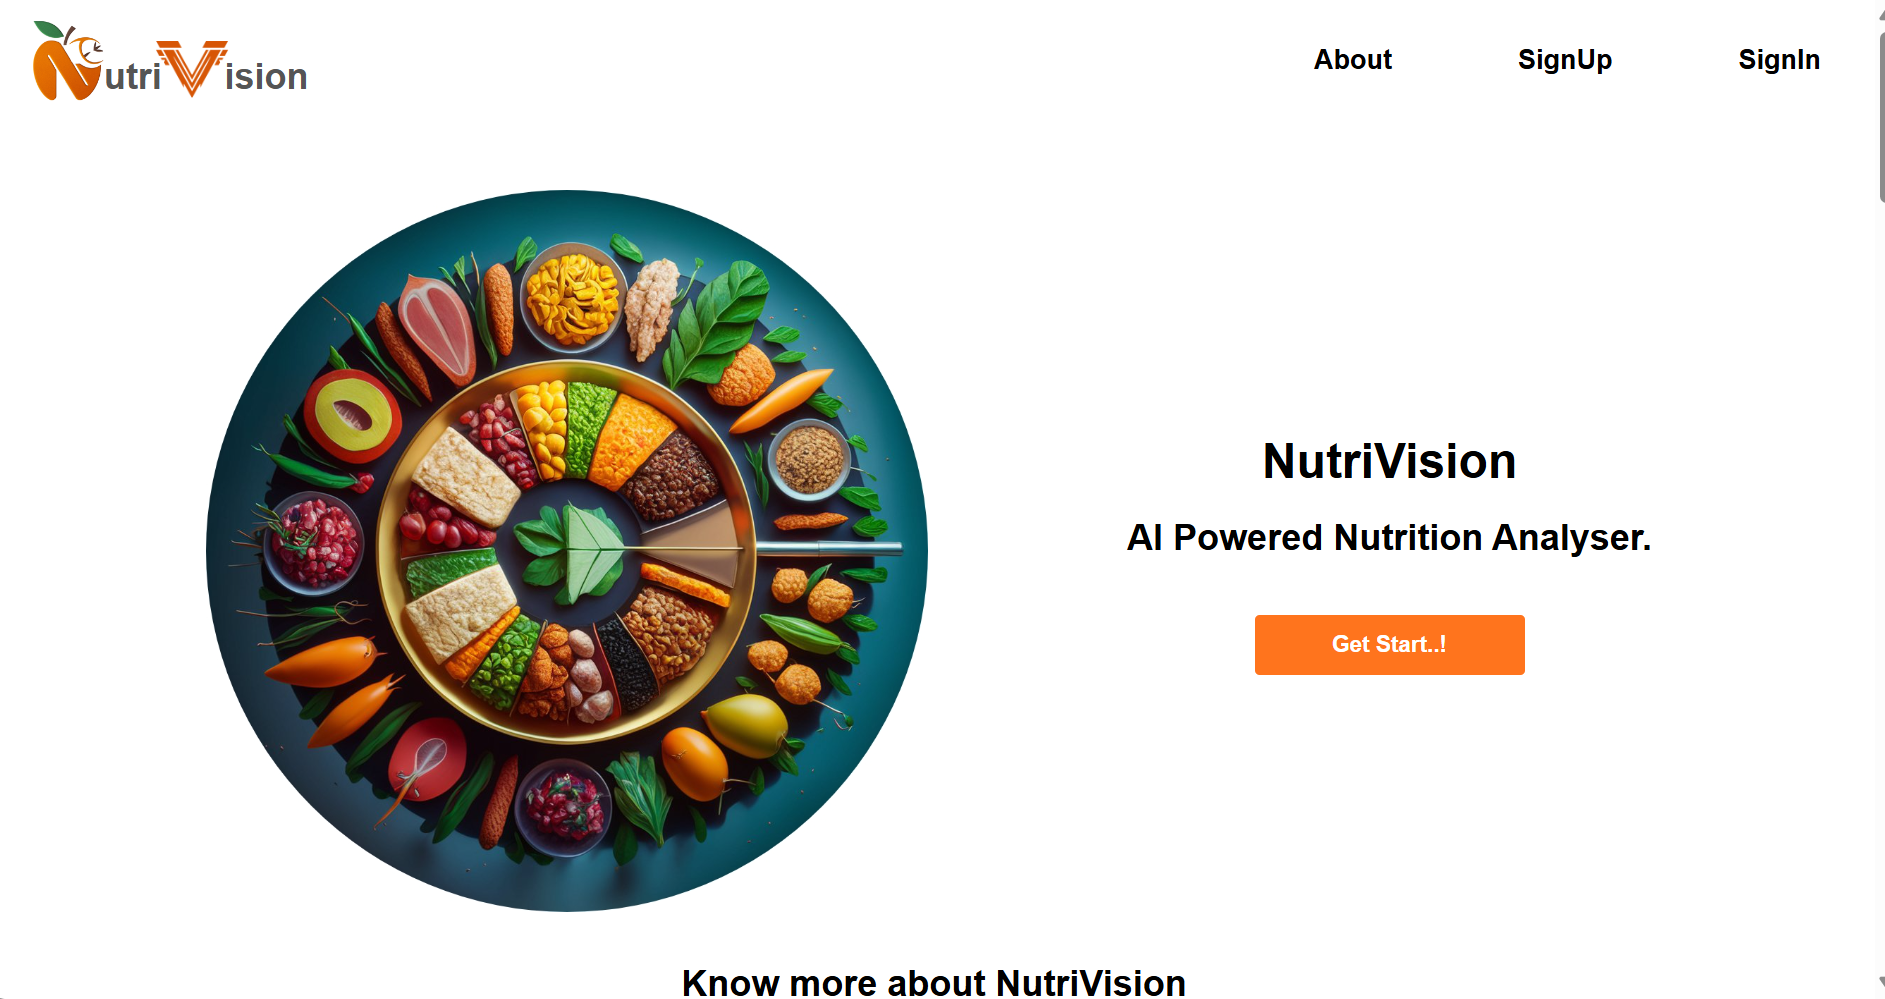 NutriVision
About
SignUp
SignIn
NutriVision
AI Powered Nutrition Analyser.
Get Start..!
Know more about NutriVision